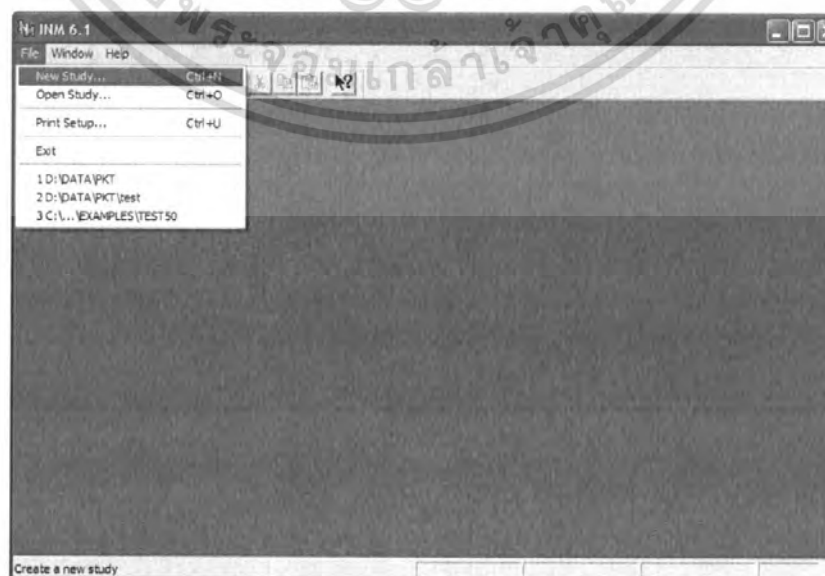 INM 6.1
File Window Help
New Study... Ctrl+N
Open Study... Ctrl+O
Print Setup... Ctrl+U
Exit
1 D:\DATA\PKT
2 D:\DATA\PKT\test
3 C:\...\EXAMPLES\TEST50
Create a new study